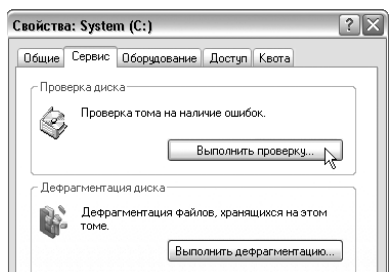 Свойства: System (C:)
Общие Сервис Оборудование Доступ Квота
Проверка диска
Проверка тома на наличие ошибок.
Выполнить проверку...
Дефрагментация диска
Дефрагментация файлов, хранящихся на этом
томе.
Выполнить дефрагментацию...